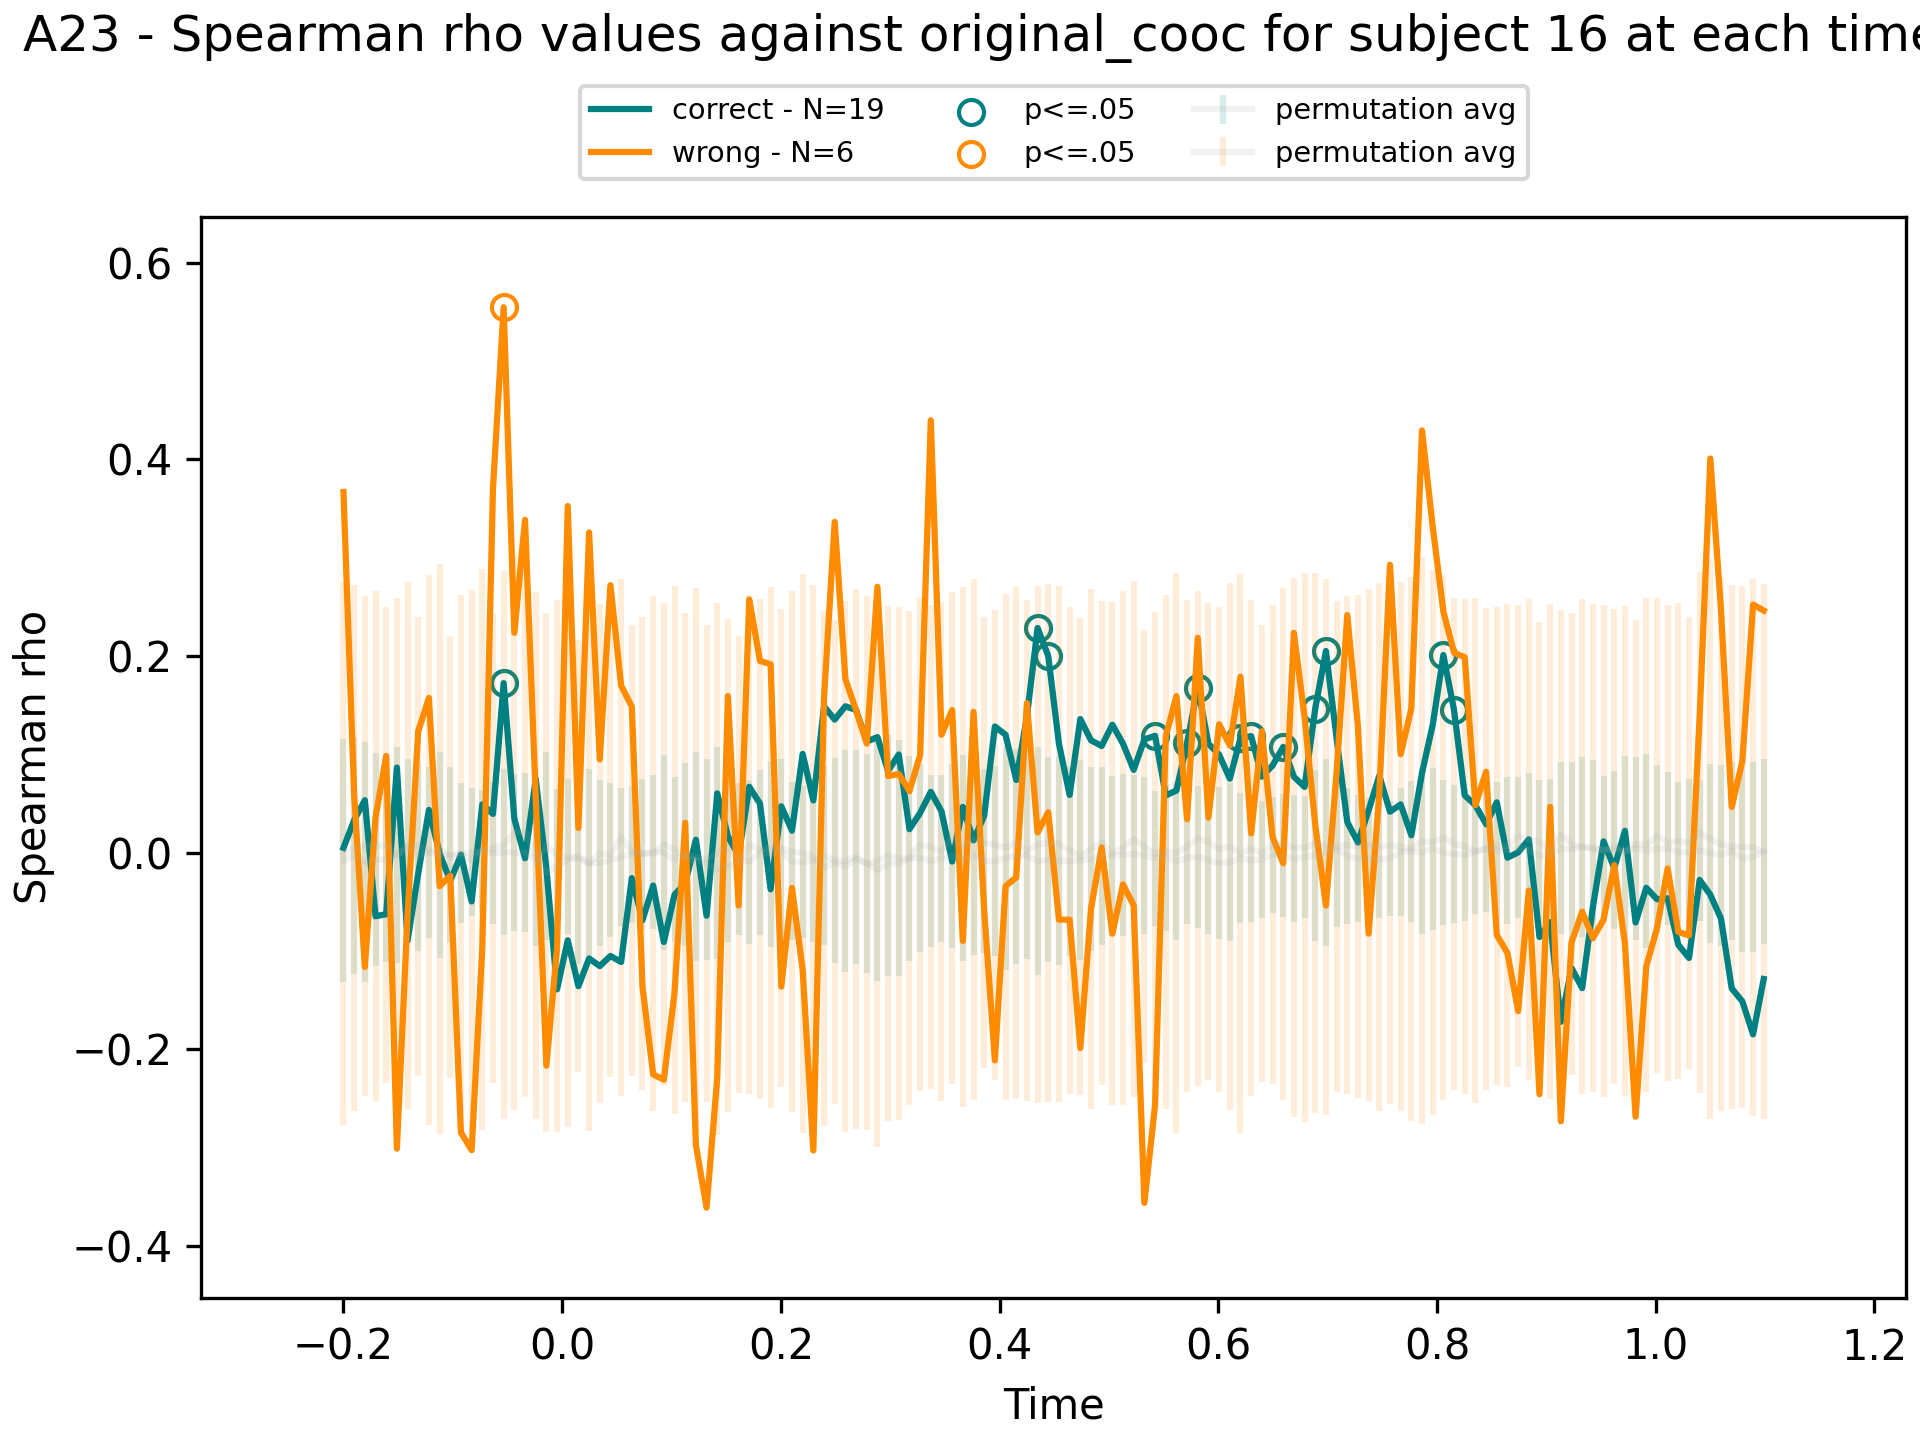 A23 - Spearman rho values against original_cooc for subject 16 at each time
correct - N=19 p<=.05 permutation avg
wrong - N=6 p<=.05 permutation avg
Spearman rho
0.6
0.4
0.2
0.0
−0.2
−0.4
−0.2 0.0 0.2 0.4 0.6 0.8 1.0 1.2
Time